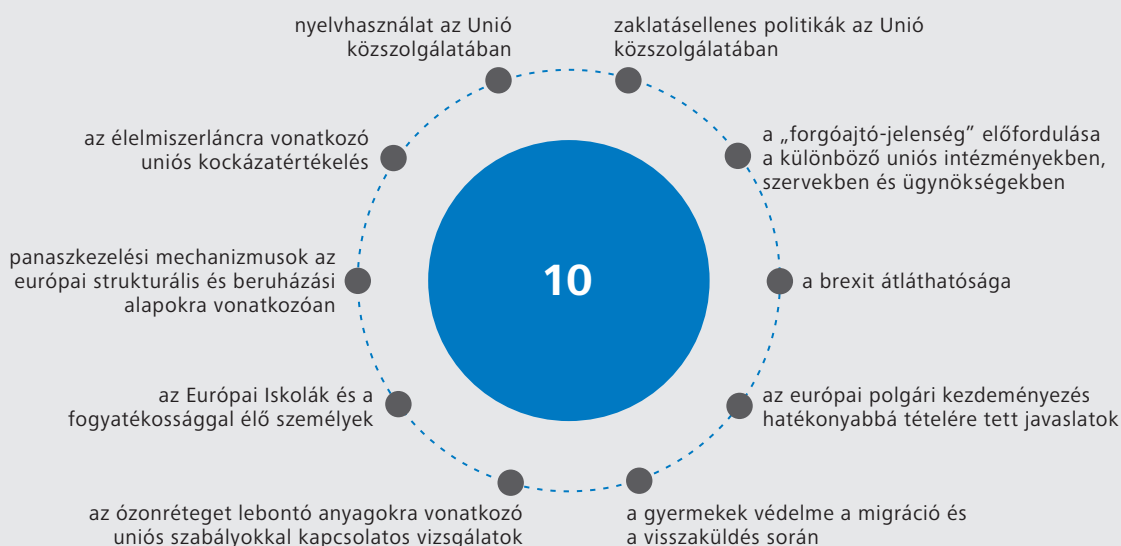 nyelvhasználat az Unió
közszolgálatában
zaklatásellenes politikák az Unió
közszolgálatában
az élelmiszerláncra vonatkozó
uniós kockázatértékelés
a „forgóajtó-jelenség” előfordulása
a különböző uniós intézményekben,
szervekben és ügynökségekben
panaszkezelési mechanizmusok az
európai strukturális és beruházási
alapokra vonatkozóan
10
a brexit átláthatósága
az Európai Iskolák és a
fogyatékossággal élő személyek
az európai polgári kezdeményezés
hatékonyabbá tételére tett javaslatok
az ózonréteget lebontó anyagokra vonatkozó
uniós szabályokkal kapcsolatos vizsgálatok
a gyermekek védelme a migráció és
a visszaküldés során